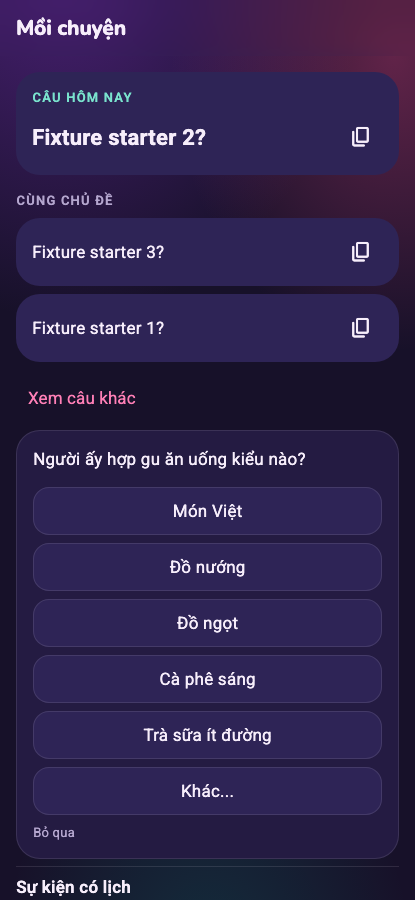 Mồi chuyện
CÂU HÔM NAY
Fixture starter 2?
CÙNG CHỦ ĐỀ
Fixture starter 3?
Fixture starter 1?
Xem câu khác
Người ấy hợp gu ăn uống kiểu nào?
Món Việt
Đồ nướng
Đồ ngọt
Cà phê sáng
Trà sữa ít đường
Khác...
Bỏ qua
Sự kiện có lịch